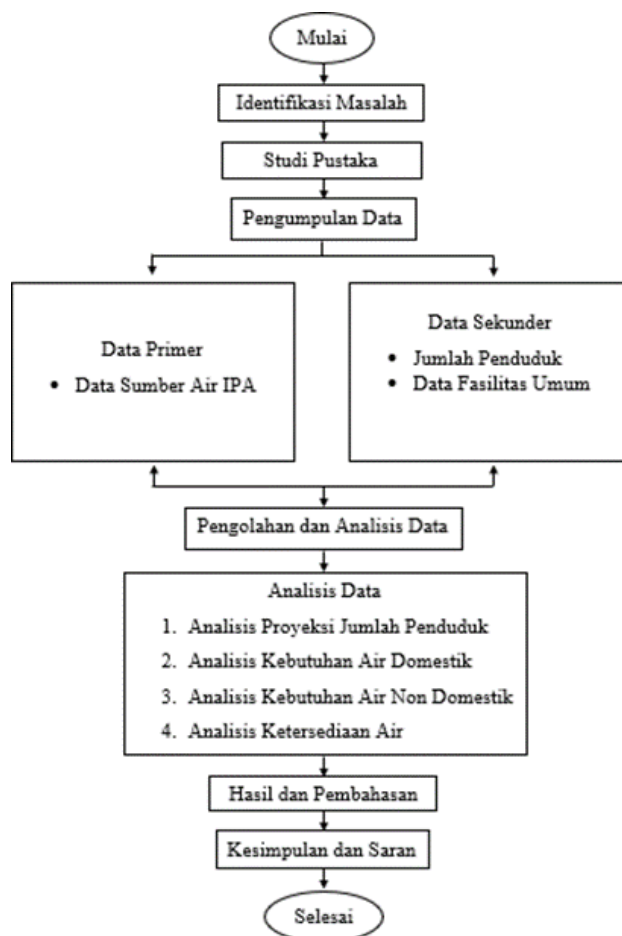 Mulai
Identifikasi Masalah
Studi Pustaka
Pengumpulan Data
Data Primer
• Data Sumber Air IPA
Data Sekunder
• Jumlah Penduduk
• Data Fasilitas Umum
Pengolahan dan Analisis Data
Analisis Data
1. Analisis Proyeksi Jumlah Penduduk
2. Analisis Kebutuhan Air Domestik
3. Analisis Kebutuhan Air Non Domestik
4. Analisis Ketersediaan Air
Hasil dan Pembahasan
Kesimpulan dan Saran
Selesai